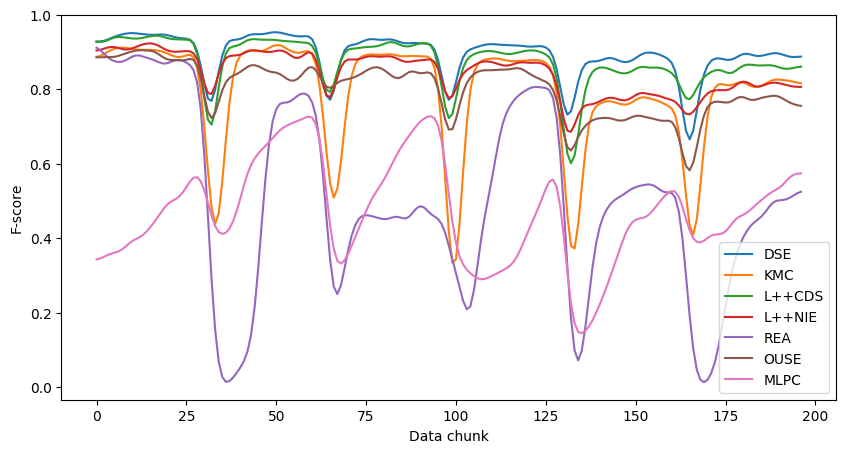 1.0
0.8
0.6
0.4
0.2
0.0
F-score
0 25 50 75 100 125 150 175 200
Data chunk
DSE
KMC
L++CDS
L++NIE
REA
OUSE
MLPC